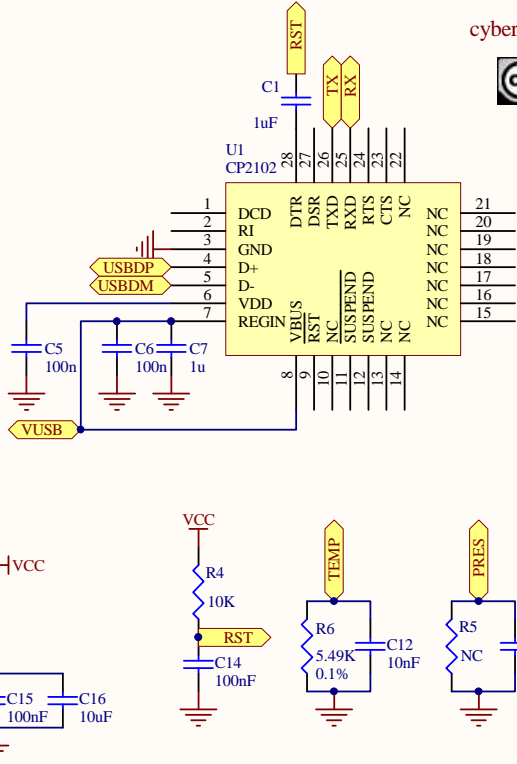 cyber
RST
TX
RX
C1
1uF
U1
CP2102
28
27
26
25
24
23
22
DTR
DSR
TXD
RXD
RTS
CTS
NC
1
DCD
2
RI
3
GND
USBDP
4
D+
USBDM
5
D-
6
VDD
7
REGIN
NC
21
NC
20
NC
19
NC
18
NC
17
NC
16
NC
15
VBUS
RST
NC
SUSPEND
SUSPEND
NC
NC
8
9
10
11
12
13
14
C5
100n
C6
100n
C7
1u
VUSB
VCC
VCC
R4
10K
RST
C14
100nF
TEMP
R6
5.49K
0.1%
C12
10nF
PRES
R5
NC
C15
100nF
C16
10uF